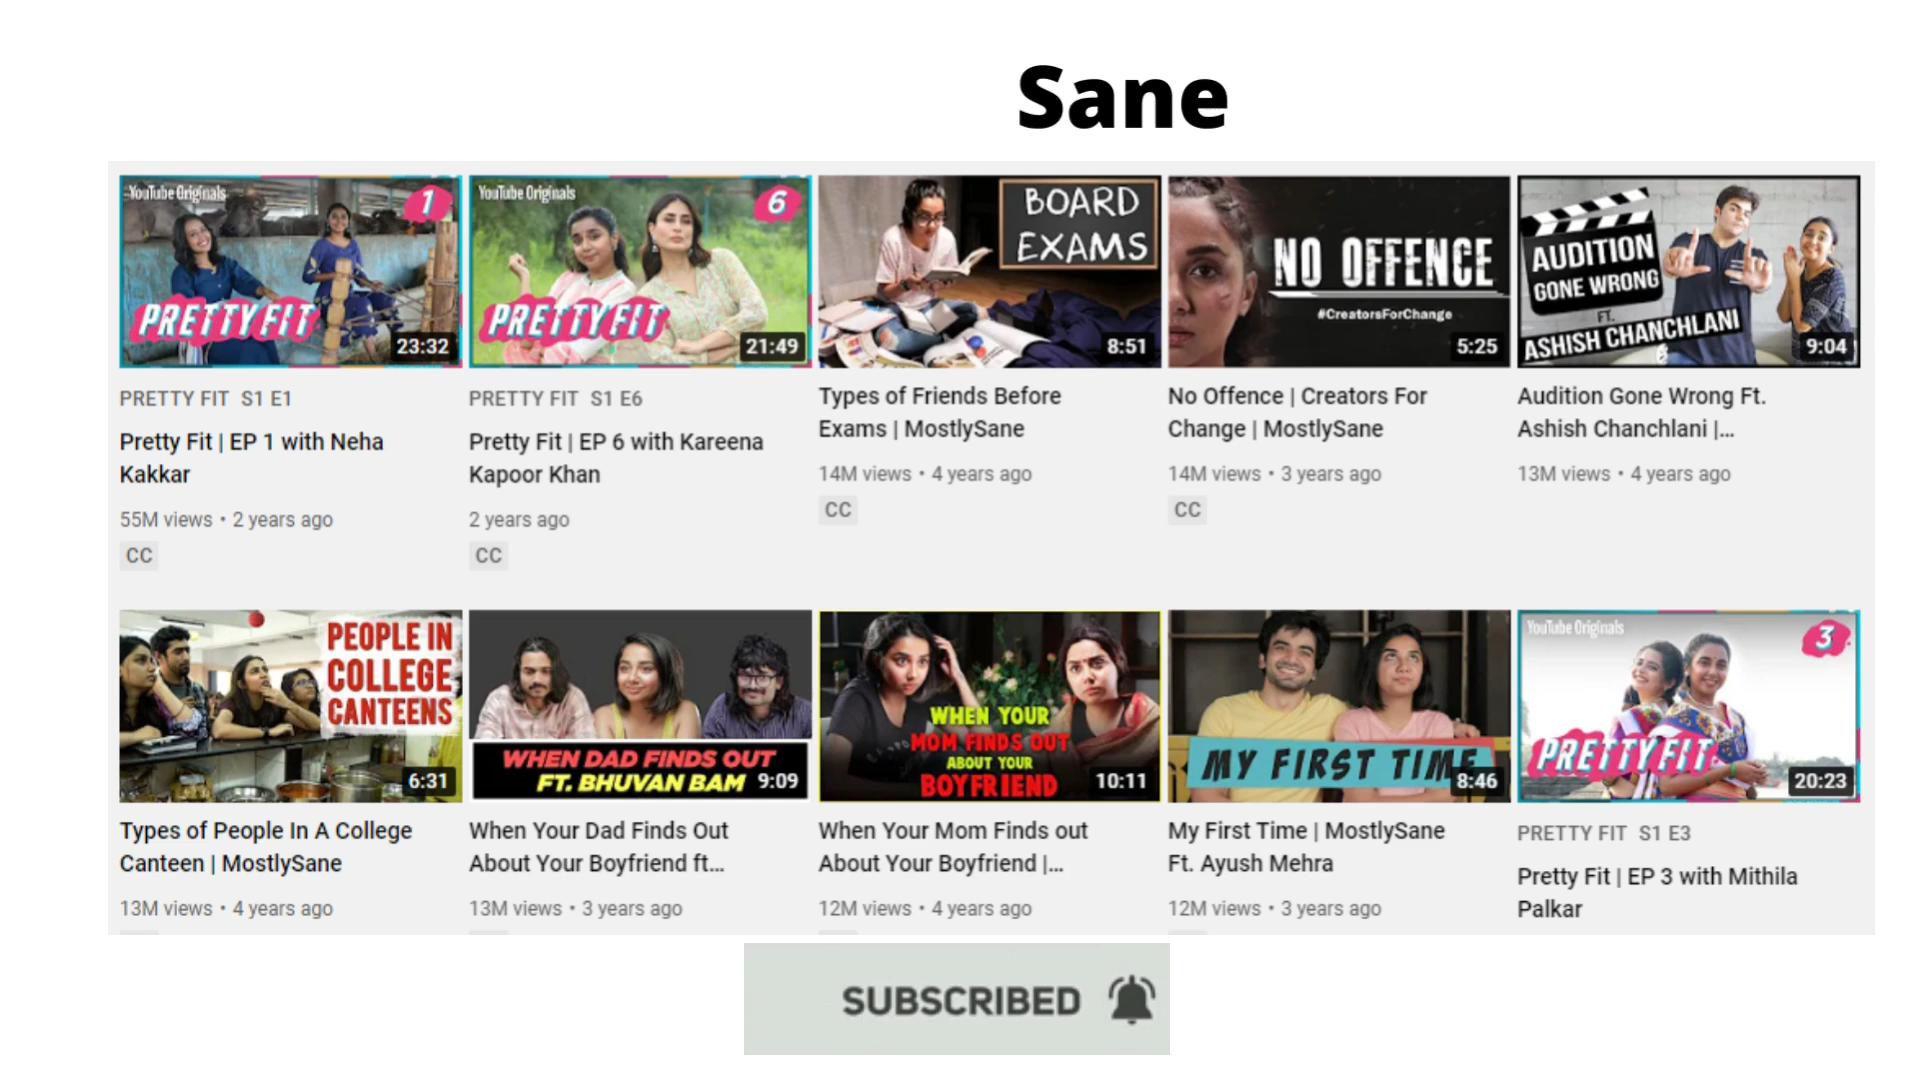 Sane
YouTube Originals
1
PRETTY FIT
23:32
PRETTY FIT S1 E1
Pretty Fit | EP 1 with Neha
Kakkar
55M views • 2 years ago
CC
YouTube Originals
6
PRETTY FIT
21:49
PRETTY FIT S1 E6
Pretty Fit | EP 6 with Kareena
Kapoor Khan
2 years ago
CC
BOARD
EXAMS
8:51
Types of Friends Before
Exams | MostlySane
14M views • 4 years ago
CC
NO OFFENCE
#CreatorsForChange
5:25
No Offence | Creators For
Change | MostlySane
14M views • 3 years ago
CC
AUDITION
GONE WRONG
FT.
ASHISH CHANCHLANI
9:04
Audition Gone Wrong Ft.
Ashish Chanchlani |...
13M views • 4 years ago
PEOPLE IN
COLLEGE
CANTEENS
6:31
Types of People In A College
Canteen | MostlySane
13M views • 4 years ago
WHEN DAD FINDS OUT
FT. BHUVAN BAM
9:09
When Your Dad Finds Out
About Your Boyfriend ft...
13M views • 3 years ago
WHEN YOUR
MOM FINDS OUT
ABOUT YOUR
BOYFRIEND
10:11
When Your Mom Finds out
About Your Boyfriend |...
12M views • 4 years ago
MY FIRST TIME
8:46
My First Time | MostlySane
Ft. Ayush Mehra
12M views • 3 years ago
YouTube Originals
3
PRETTY FIT
20:23
PRETTY FIT S1 E3
Pretty Fit | EP 3 with Mithila
Palkar
SUBSCRIBED